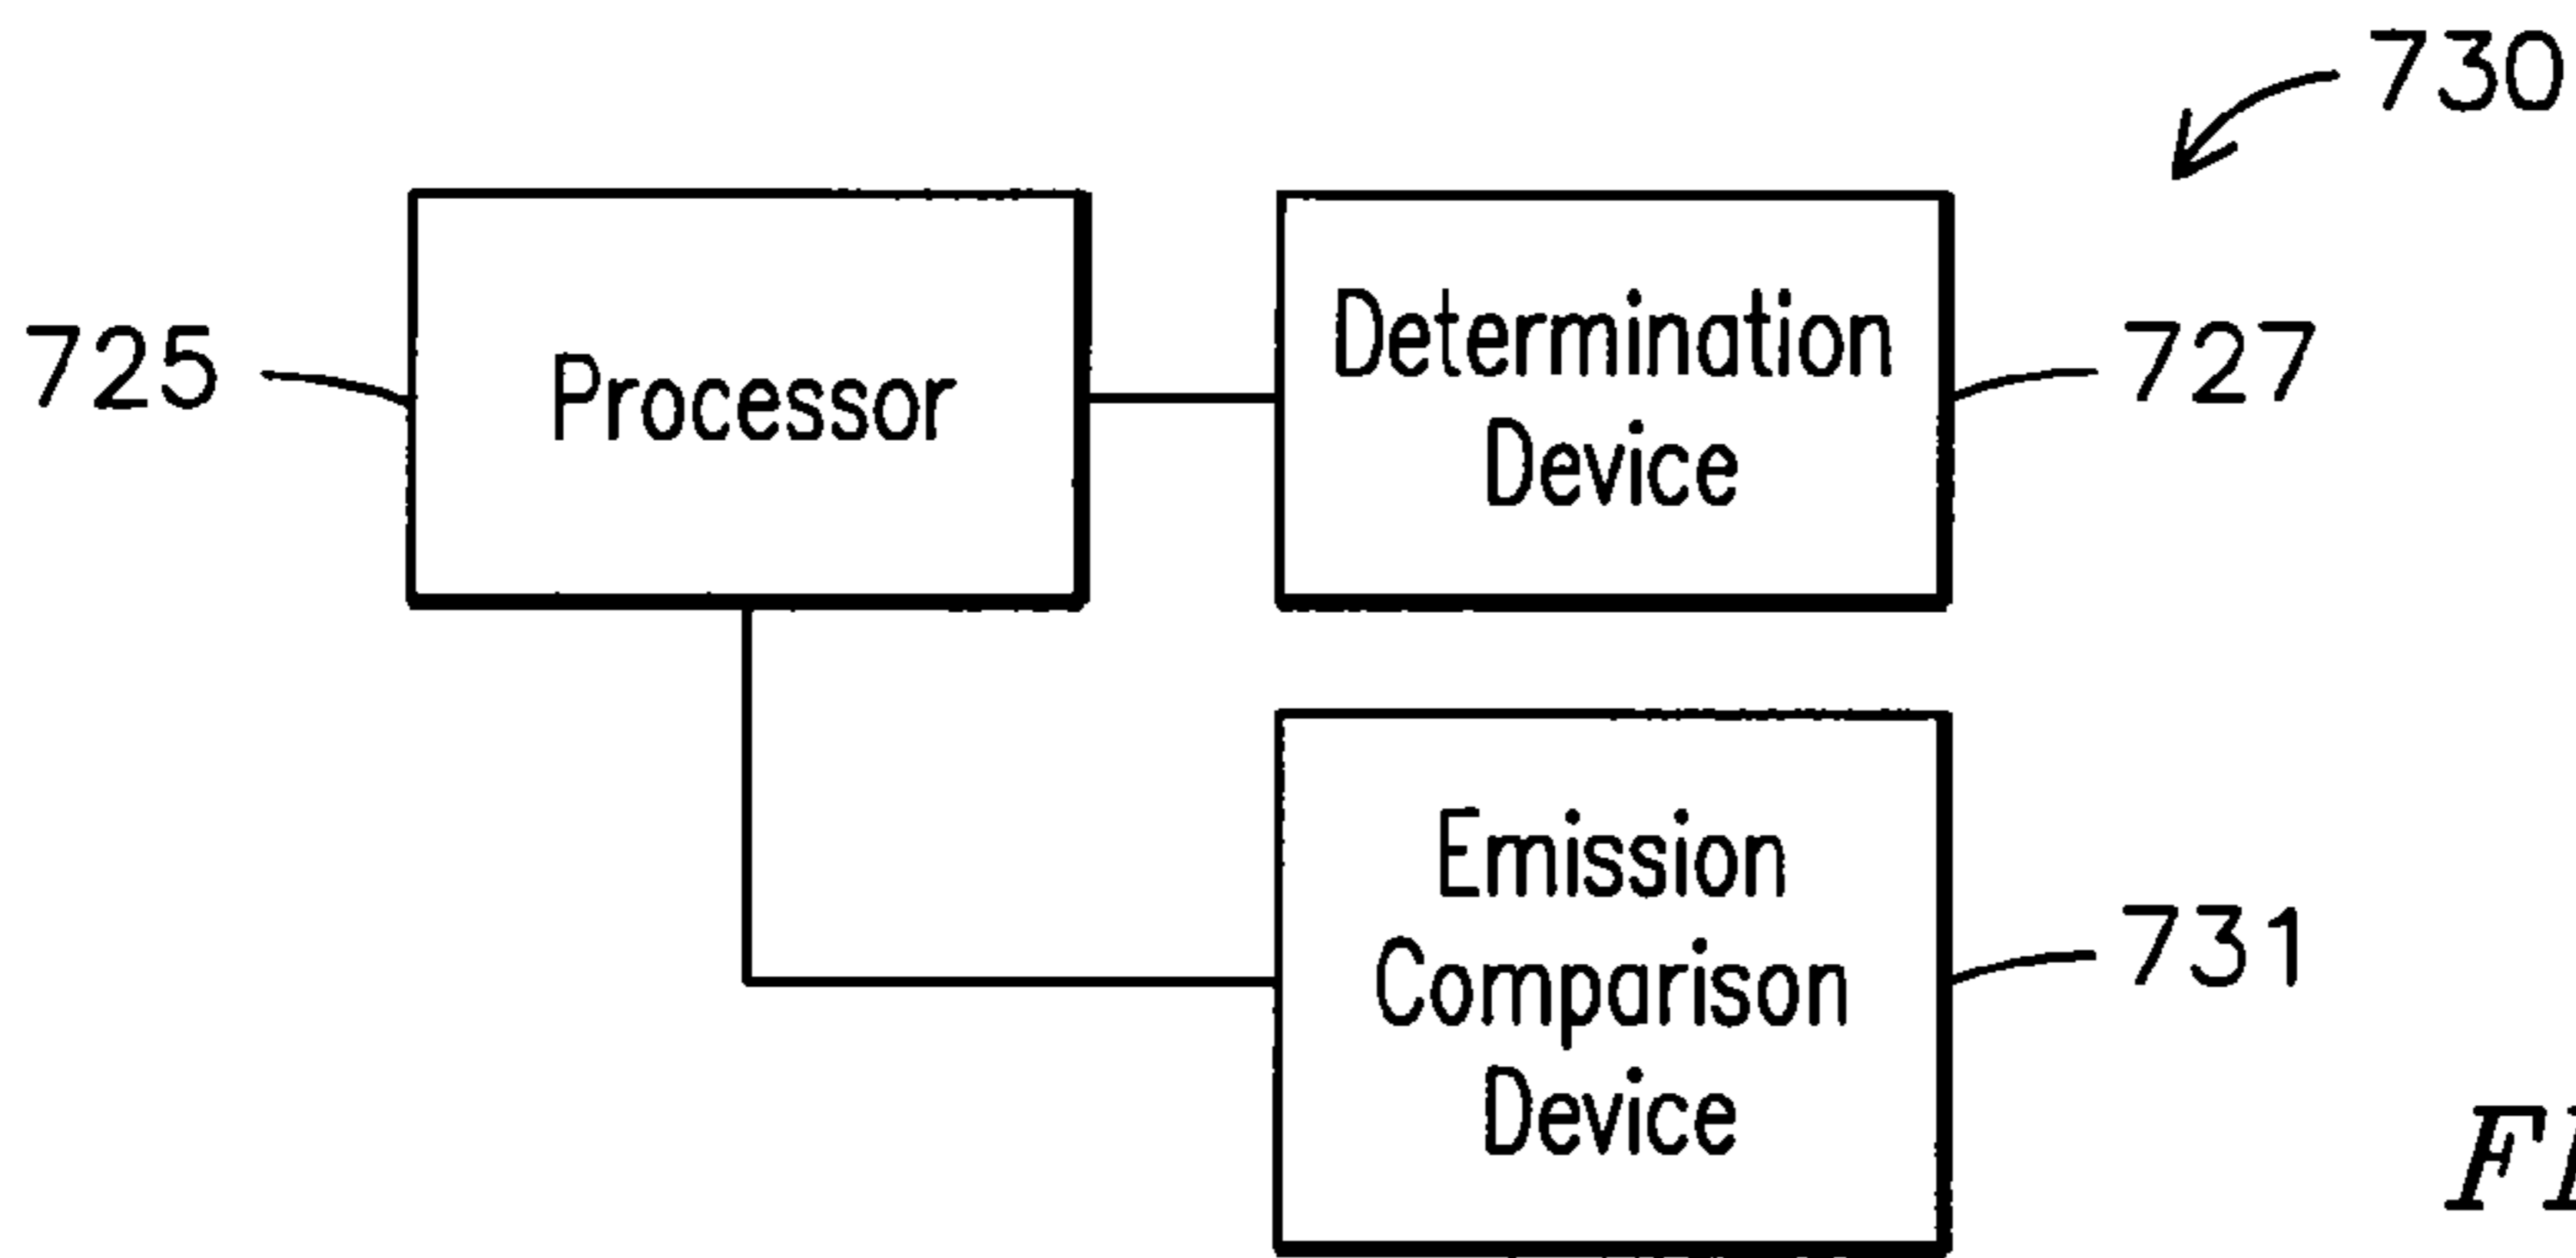 730
725
Processor
Determination
Device
727
Emission
Comparison
Device
731